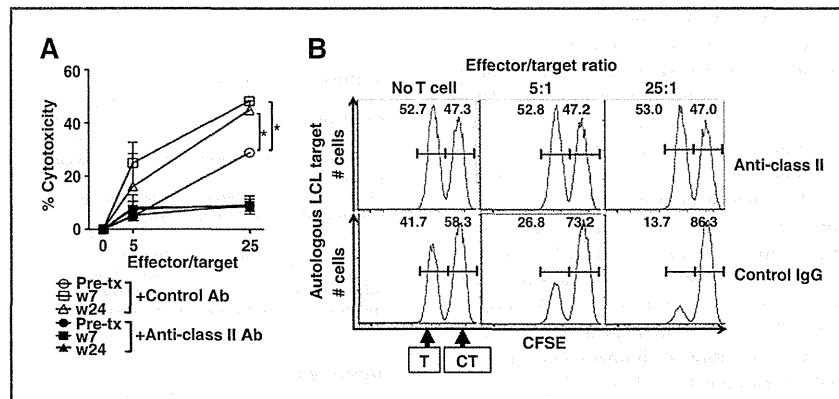 A
60
40
20
0
% Cytotoxicity
0 5 25
Effector/target
*
*
Pre-tx
w7
w24
+Control Ab
Pre-tx
w7
w24
+Anti-class II Ab
B
Effector/target ratio
No T cell 5:1 25:1
52.7 47.3 52.8 47.2 53.0 47.0
Anti-class II
41.7 58.3 26.8 73.2 13.7 86.3
Control IgG
Autologous LCL target
# cells
# cells
CFSE
T CT